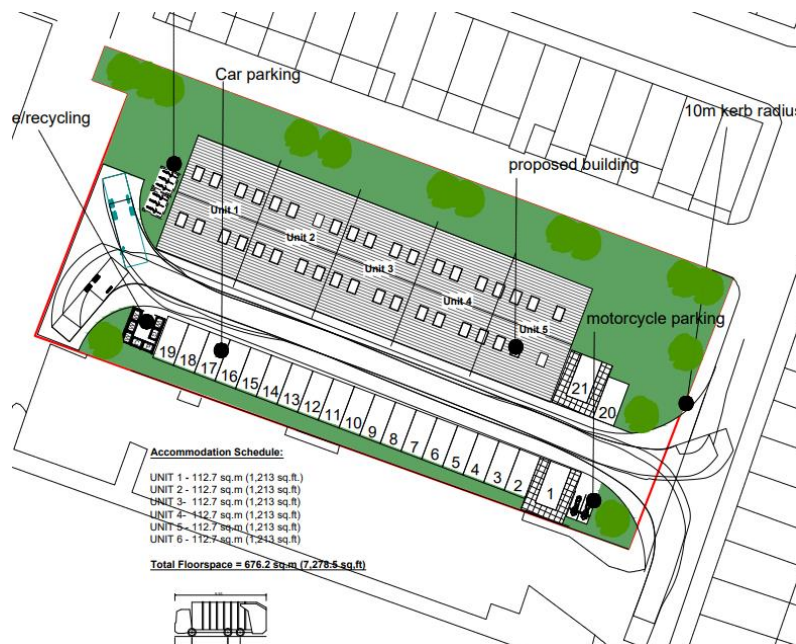 Car parking
e/recycling
10m kerb radius
proposed building
Unit 1
Unit 2
Unit 3
Unit 4
Unit 5
motorcycle parking
21
20
19
18
17
16
15
14
13
12
11
10
9
8
7
6
5
4
3
2
1
Accommodation Schedule:
UNIT 1 - 112.7 sq.m (1,213 sq.ft.)
UNIT 2 - 112.7 sq.m (1,213 sq.ft)
UNIT 3- 112.7 sq.m (1,213 sq.ft)
UNIT 4- 112.7 sq.m (1,213 sq.ft)
UNIT 5- 112.7 sq.m (1,213 sq.ft)
UNIT 6- 112.7 sq.m (1,213 sq.ft)
Total Floorspace = 676.2 sq.m (7,278.5 sq.ft)